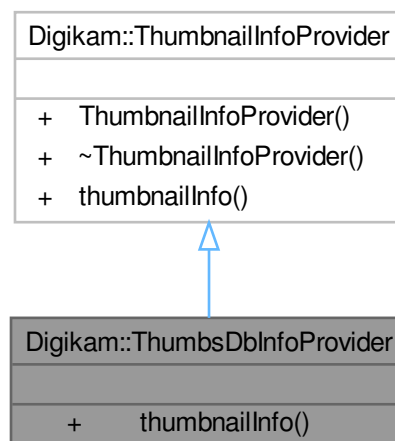 Digikam::ThumbnailInfoProvider
+ ThumbnailInfoProvider()
+ ~ThumbnailInfoProvider()
+ thumbnailInfo()
Digikam::ThumbsDbInfoProvider
+ thumbnailInfo()